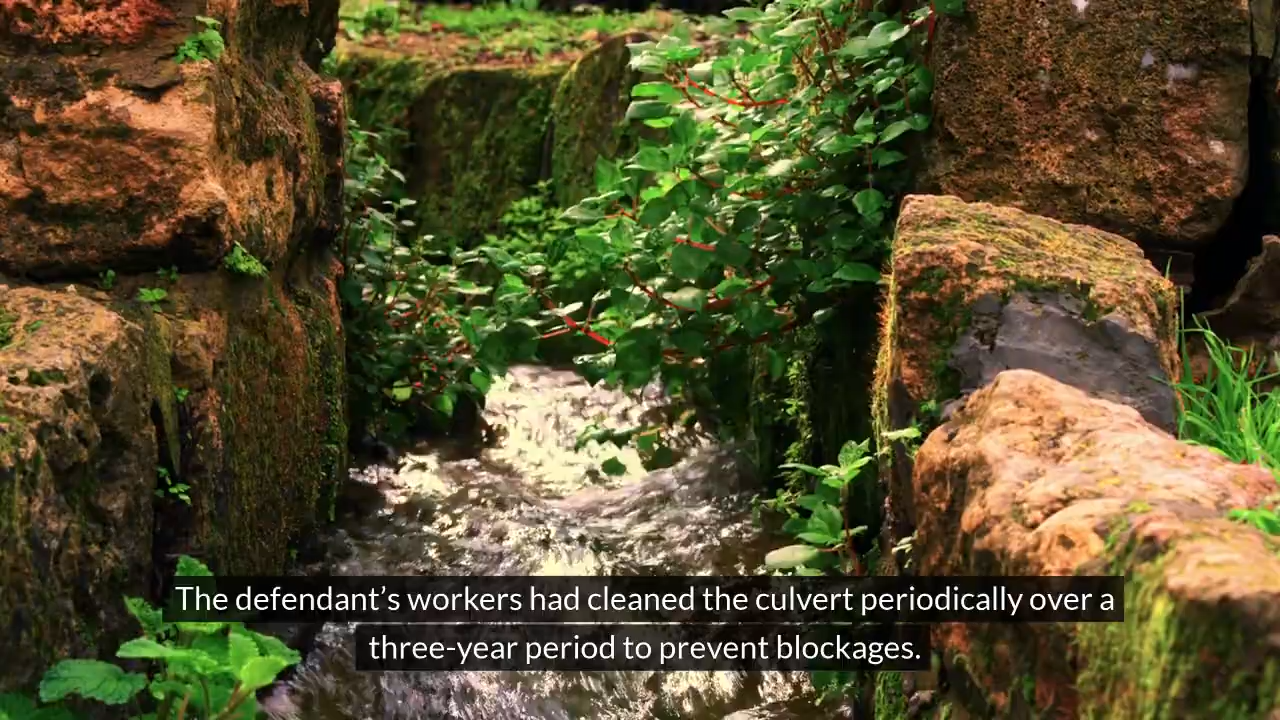 The defendant’s workers had cleaned the culvert periodically over a
three-year period to prevent blockages.